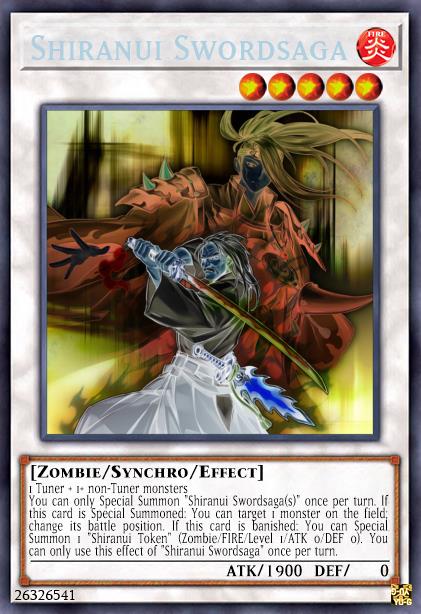 Shiranui Swordsaga
FIRE
炎
[Zombie/Synchro/Effect]
1 Tuner + 1+ non-Tuner monsters
You can only Special Summon "Shiranui Swordsaga(s)" once per turn. If
this card is Special Summoned: You can target 1 monster on the field;
change its battle position. If this card is banished: You can Special
Summon 1 "Shiranui Token" (Zombie/FIRE/Level 1/ATK 0/DEF 0). You
can only use this effect of "Shiranui Swordsaga" once per turn.
ATK/1900 DEF/ 0
26326541